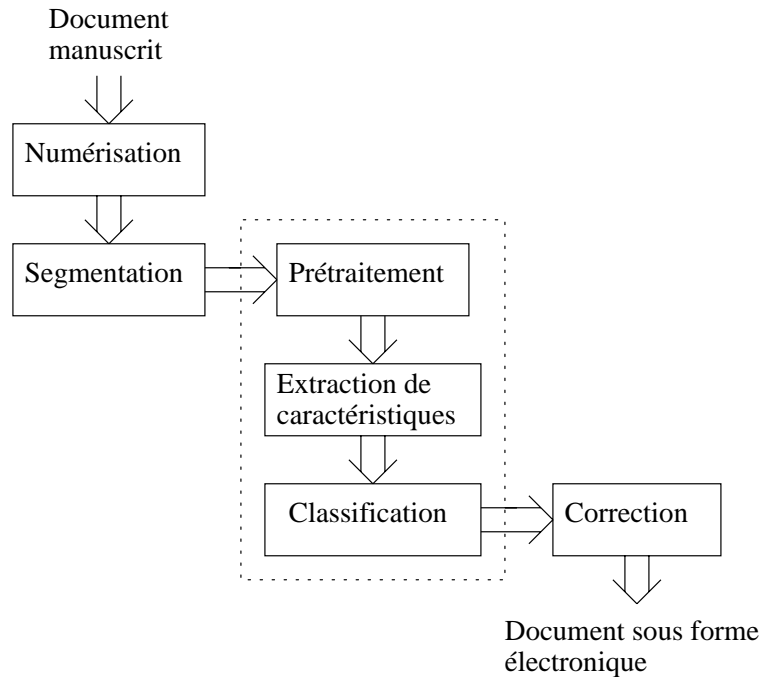 Document
manuscrit
Numérisation
Segmentation
Prétraitement
Extraction de
caractéristiques
Classification
Correction
Document sous forme
électronique